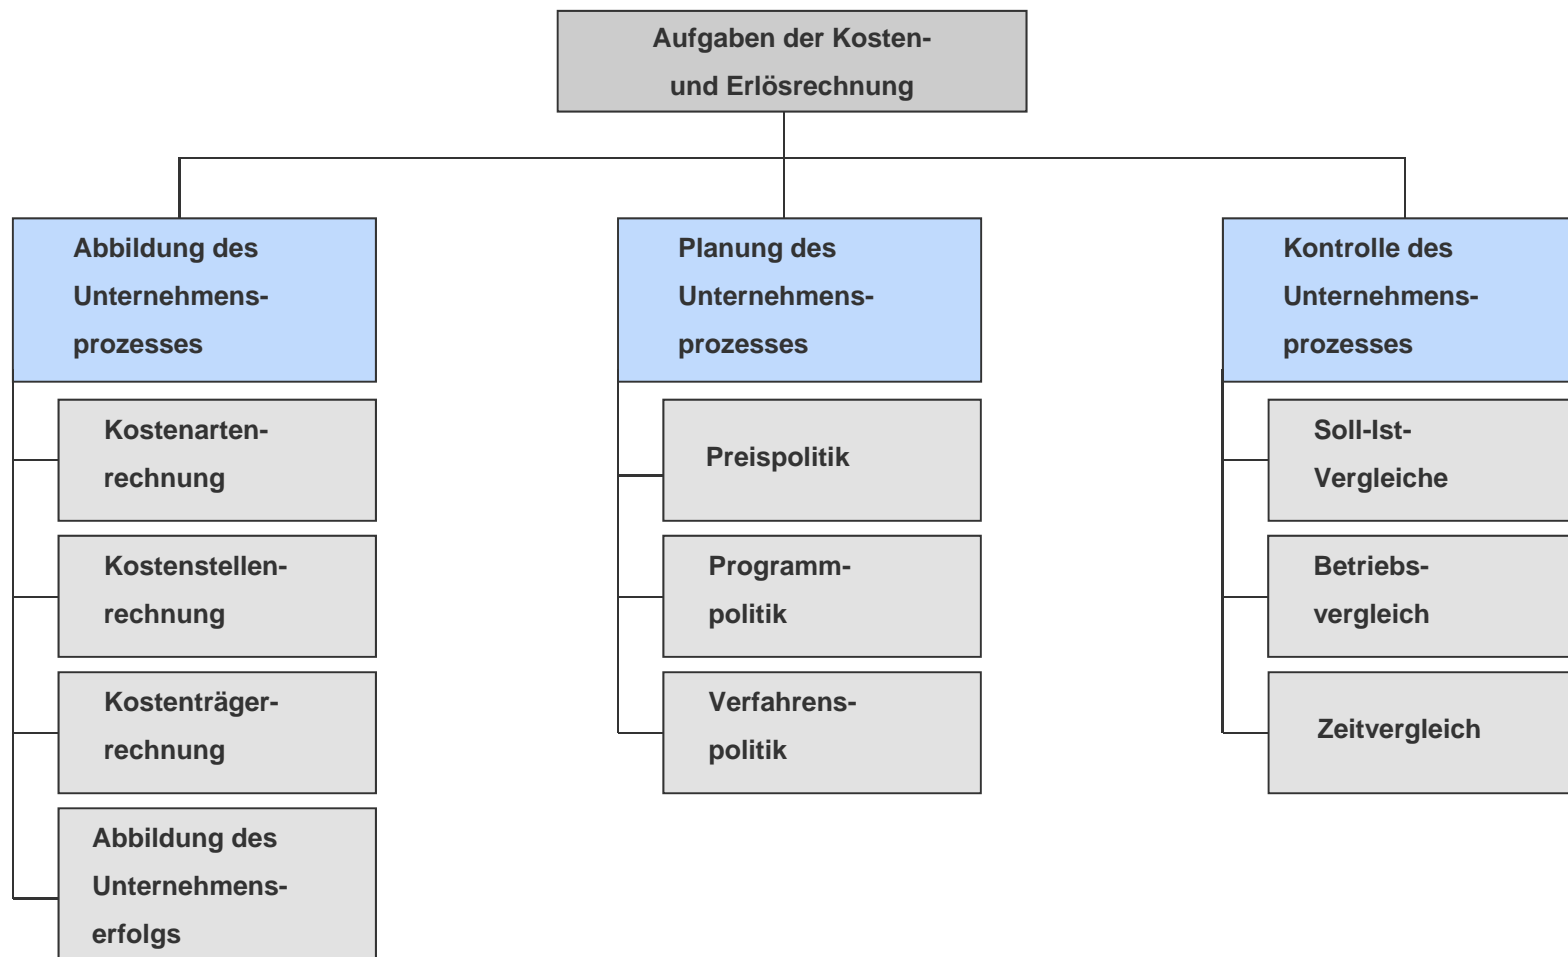 Aufgaben der Kosten-
und Erlösrechnung
Abbildung des
Unternehmens-
prozesses
Kostenarten-
rechnung
Kostenstellen-
rechnung
Kostenträger-
rechnung
Abbildung des
Unternehmens-
erfolgs
Planung des
Unternehmens-
prozesses
Preispolitik
Programm-
politik
Verfahrens-
politik
Kontrolle des
Unternehmens-
prozesses
Soll-Ist-
Vergleiche
Betriebs-
vergleich
Zeitvergleich